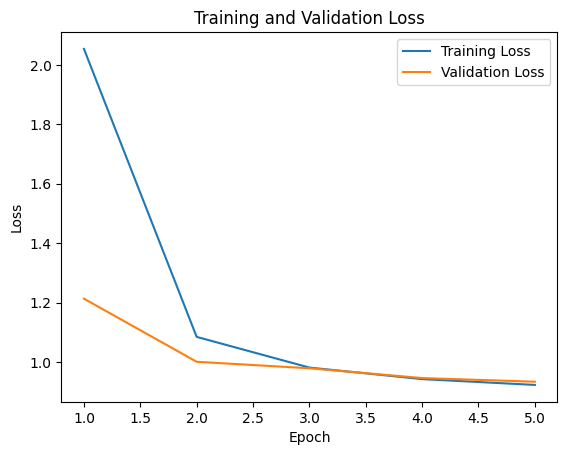 Training and Validation Loss
Training Loss
Validation Loss
2.0
1.8
1.6
1.4
1.2
1.0
Loss
1.0 1.5 2.0 2.5 3.0 3.5 4.0 4.5 5.0
Epoch